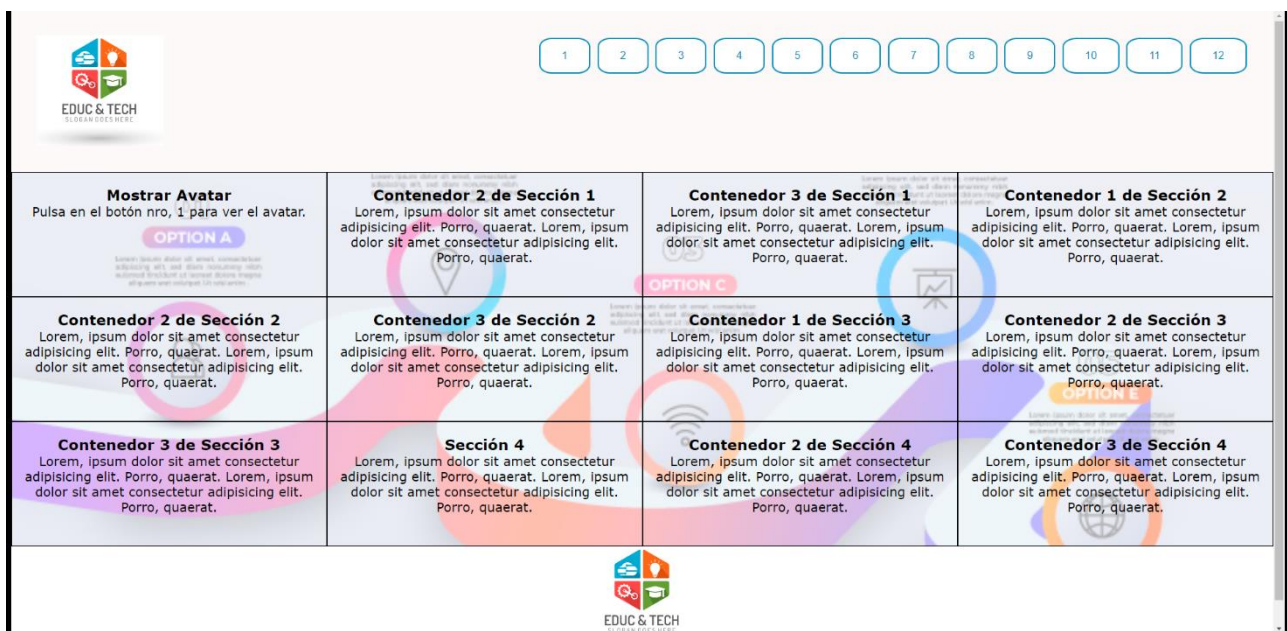 EDUC & TECH
SLOGAN GOES HERE
1 2 3 4 5 6 7 8 9 10 11 12
Mostrar Avatar
Pulsa en el botón nro, 1 para ver el avatar.
OPTION A
Contenedor 2 de Sección 1
Lorem, ipsum dolor sit amet consectetur
adipisicing elit. Porro, quaerat. Lorem, ipsum
dolor sit amet consectetur adipisicing elit.
Porro, quaerat.
Contenedor 3 de Sección 1
Lorem, ipsum dolor sit amet consectetur
adipisicing elit. Porro, quaerat. Lorem, ipsum
dolor sit amet consectetur adipisicing elit.
Porro, quaerat.
OPTION C
Contenedor 1 de Sección 2
Lorem, ipsum dolor sit amet consectetur
adipisicing elit. Porro, quaerat. Lorem, ipsum
dolor sit amet consectetur adipisicing elit.
Porro, quaerat.
Contenedor 2 de Sección 2
Lorem, ipsum dolor sit amet consectetur
adipisicing elit. Porro, quaerat. Lorem, ipsum
dolor sit amet consectetur adipisicing elit.
Porro, quaerat.
Contenedor 3 de Sección 2
Lorem, ipsum dolor sit amet consectetur
adipisicing elit. Porro, quaerat. Lorem, ipsum
dolor sit amet consectetur adipisicing elit.
Porro, quaerat.
Contenedor 1 de Sección 3
Lorem, ipsum dolor sit amet consectetur
adipisicing elit. Porro, quaerat. Lorem, ipsum
dolor sit amet consectetur adipisicing elit.
Porro, quaerat.
Contenedor 2 de Sección 3
Lorem, ipsum dolor sit amet consectetur
adipisicing elit. Porro, quaerat. Lorem, ipsum
dolor sit amet consectetur adipisicing elit.
Porro, quaerat.
OPTION E
Contenedor 3 de Sección 3
Lorem, ipsum dolor sit amet consectetur
adipisicing elit. Porro, quaerat. Lorem, ipsum
dolor sit amet consectetur adipisicing elit.
Porro, quaerat.
Sección 4
Lorem, ipsum dolor sit amet consectetur
adipisicing elit. Porro, quaerat. Lorem, ipsum
dolor sit amet consectetur adipisicing elit.
Porro, quaerat.
Contenedor 2 de Sección 4
Lorem, ipsum dolor sit amet consectetur
adipisicing elit. Porro, quaerat. Lorem, ipsum
dolor sit amet consectetur adipisicing elit.
Porro, quaerat.
Contenedor 3 de Sección 4
Lorem, ipsum dolor sit amet consectetur
adipisicing elit. Porro, quaerat. Lorem, ipsum
dolor sit amet consectetur adipisicing elit.
Porro, quaerat.
EDUC & TECH